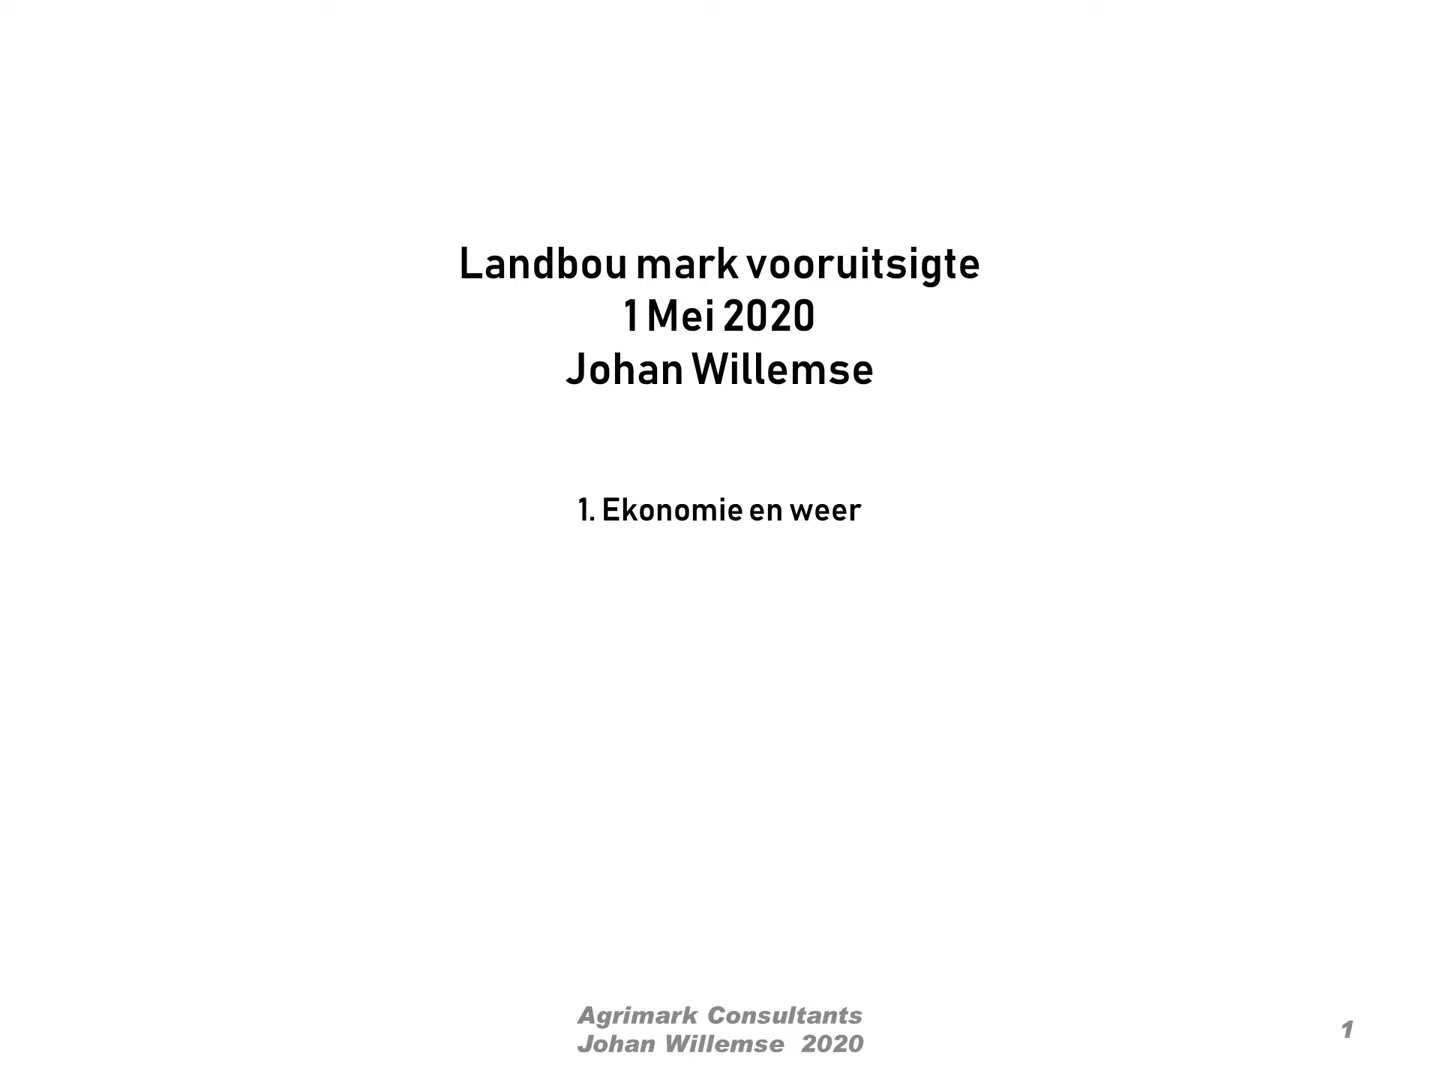 Landbou mark vooruitsigte
1 Mei 2020
Johan Willemse
1. Ekonomie en weer
Agrimark Consultants
Johan Willemse 2020
1